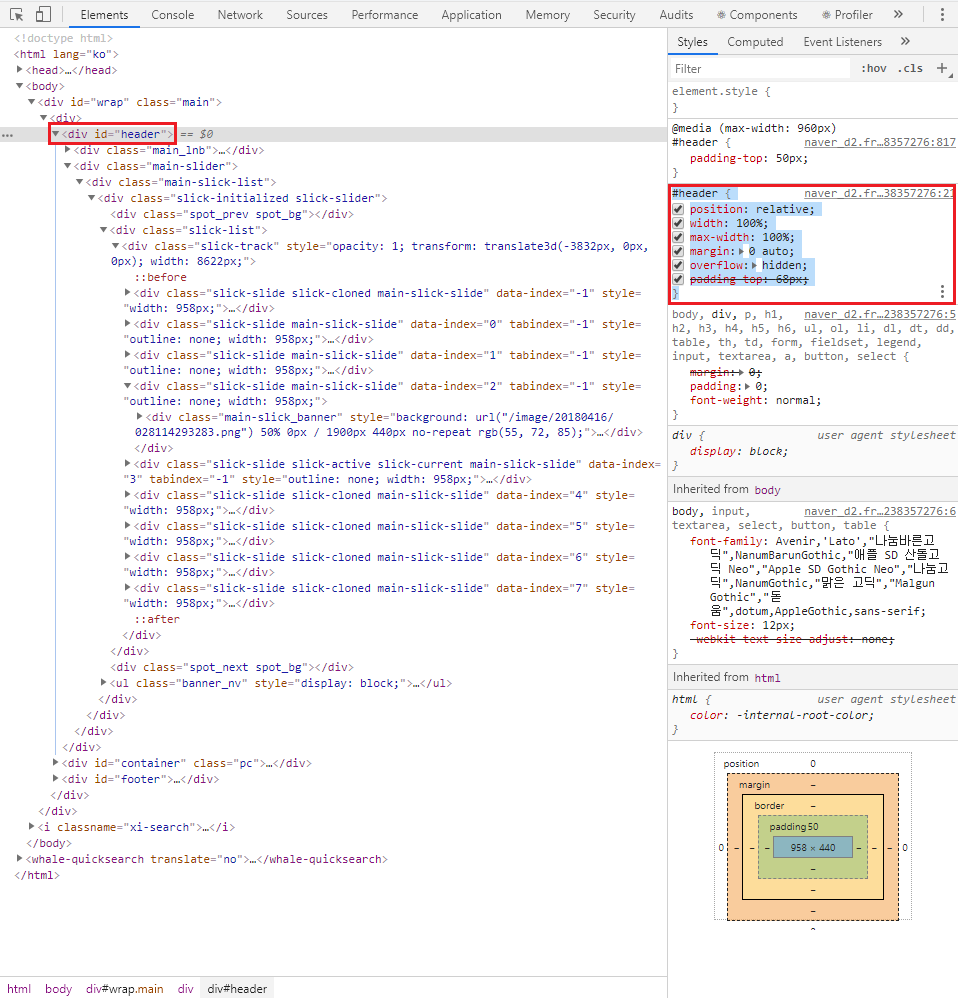 Elements Console Network Sources Performance Application Memory Security Audits Components Profiler »
<!doctype html>
<html lang="ko">
<head>…</head>
<body>
<div id="wrap" class="main">
<div>
… <div id="header"> == $0
<div class="main_lnb">…</div>
<div class="main-slider">
<div class="main-slick-list">
<div class="slick-initialized slick-slider">
<div class="spot_prev spot_bg"></div>
<div class="slick-list">
<div class="slick-track" style="opacity: 1; transform: translate3d(-3832px, 0px,
0px); width: 8622px;">
::before
<div class="slick-slide slick-cloned main-slick-slide" data-index="-1" style=
"width: 958px;">…</div>
<div class="slick-slide main-slick-slide" data-index="0" tabindex="-1" style=
"outline: none; width: 958px;">…</div>
<div class="slick-slide main-slick-slide" data-index="1" tabindex="-1" style=
"outline: none; width: 958px;">…</div>
<div class="slick-slide main-slick-slide" data-index="2" tabindex="-1" style=
"outline: none; width: 958px;">
<div class="main-slick_banner" style="background: url("/image/20180416/
028114293283.png") 50% 0px / 1900px 440px no-repeat rgb(55, 72, 85);">…</div>
</div>
<div class="slick-slide slick-active slick-current main-slick-slide" data-index=
"3" tabindex="-1" style="outline: none; width: 958px;">…</div>
<div class="slick-slide slick-cloned main-slick-slide" data-index="4" style=
"width: 958px;">…</div>
<div class="slick-slide slick-cloned main-slick-slide" data-index="5" style=
"width: 958px;">…</div>
<div class="slick-slide slick-cloned main-slick-slide" data-index="6" style=
"width: 958px;">…</div>
<div class="slick-slide slick-cloned main-slick-slide" data-index="7" style=
"width: 958px;">…</div>
::after
</div>
</div>
<div class="spot_next spot_bg"></div>
<ul class="banner_nv" style="display: block;">…</ul>
</div>
</div>
</div>
</div>
<div id="container" class="pc">…</div>
<div id="footer">…</div>
</div>
</div>
<i classname="xi-search">…</i>
</body>
<whale-quicksearch translate="no">…</whale-quicksearch>
</html>
html body div#wrap.main div div#header
Styles Computed Event Listeners »
Filter :hov .cls +
element.style {
}
@media (max-width: 960px)
#header { naver_d2.fr…8357276:817
padding-top: 50px;
}
#header { naver_d2.fr…38357276:21
position: relative;
width: 100%;
max-width: 100%;
margin: 0 auto;
overflow: hidden;
padding-top: 68px;
}
body, div, p, h1, naver_d2.fr…238357276:5
h2, h3, h4, h5, h6, ul, ol, li, dl, dt, dd,
table, th, td, form, fieldset, legend,
input, textarea, a, button, select {
margin: 0;
padding: 0;
font-weight: normal;
}
div { user agent stylesheet
display: block;
}
Inherited from body
body, input, naver_d2.fr…238357276:6
textarea, select, button, table {
font-family: Avenir,'Lato',"나눔바른고
딕",NanumBarunGothic,"애플 SD 산돌고
딕 Neo","Apple SD Gothic Neo","나눔고
딕",NanumGothic,"맑은 고딕","Malgun
Gothic","돋
움",dotum,AppleGothic,sans-serif;
font-size: 12px;
-webkit-text-size-adjust: none;
}
Inherited from html
html { user agent stylesheet
color: -internal-root-color;
}
position 0
margin –
border –
padding 50
0 – – – 958 × 440 – – – 0
–
–
–